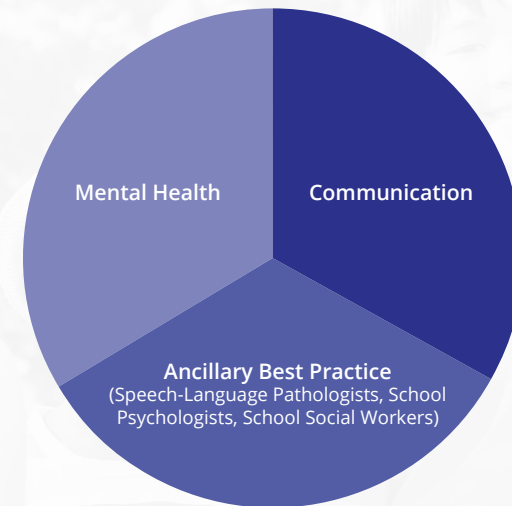 Mental Health
Communication
Ancillary Best Practice
(Speech-Language Pathologists, School
Psychologists, School Social Workers)